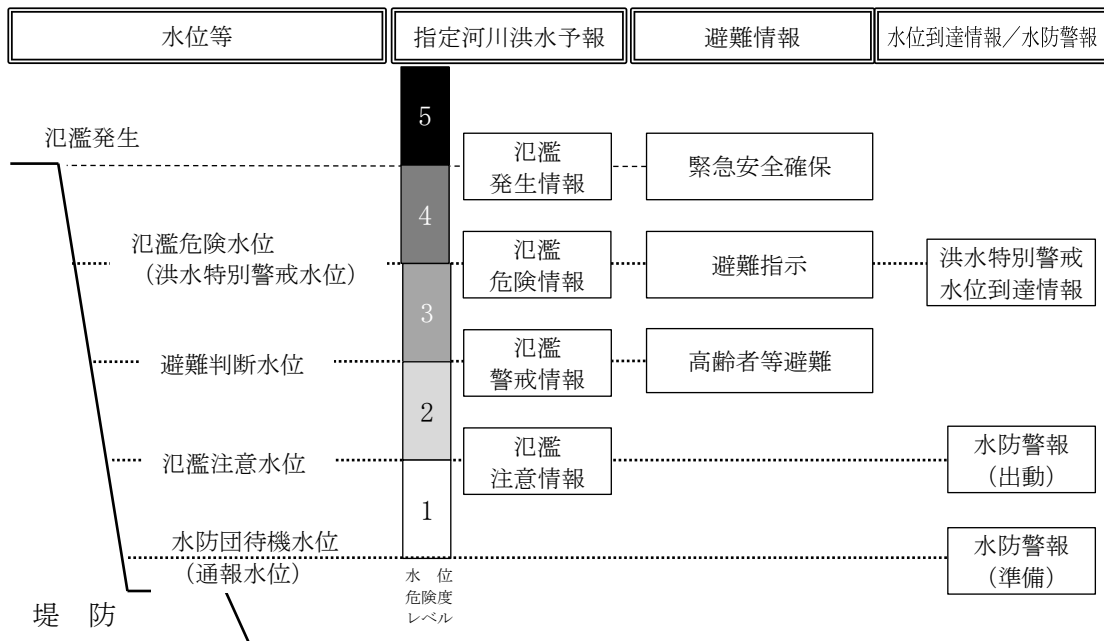 水位等
指定河川洪水予報
避難情報
水位到達情報／水防警報
5
氾濫発生
氾濫
発生情報
緊急安全確保
4
氾濫危険水位
（洪水特別警戒水位）
氾濫
危険情報
避難指示
洪水特別警戒
水位到達情報
3
避難判断水位
氾濫
警戒情報
高齢者等避難
2
氾濫注意水位
氾濫
注意情報
水防警報
（出動）
1
水防団待機水位
（通報水位）
水防警報
（準備）
水　位
危険度
レベル
堤　防